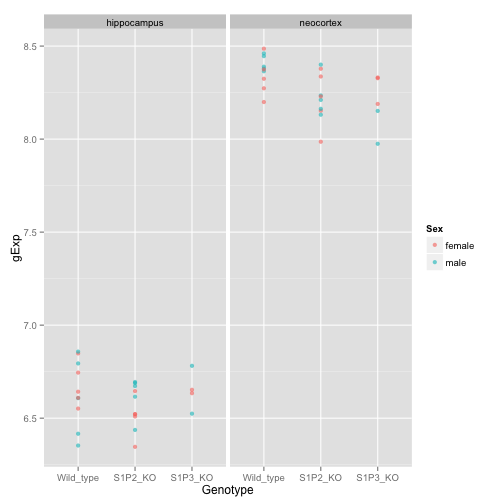 hippocampus neocortex
8.5
8.0
7.5
7.0
6.5
gExp
Wild_type S1P2_KO S1P3_KO Wild_type S1P2_KO S1P3_KO
Genotype
Sex
female
male